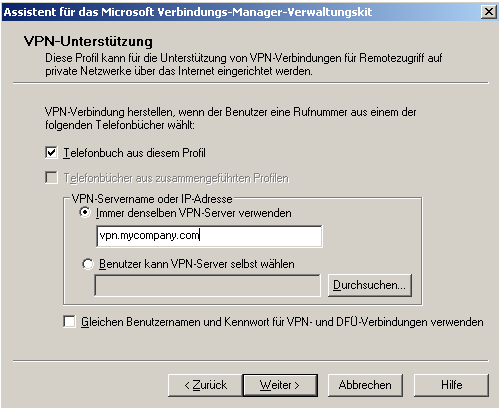 Assistent für das Microsoft Verbindungs-Manager-Verwaltungskit
VPN-Unterstützung
Diese Profil kann für die Unterstützung von VPN-Verbindungen für Remotezugriff auf
private Netzwerke über das Internet eingerichtet werden.
VPN-Verbindung herstellen, wenn der Benutzer eine Rufnummer aus einem der
folgenden Telefonbücher wählt:
Telefonbuch aus diesem Profil
Telefonbücher aus zusammengeführten Profilen
VPN-Servername oder IP-Adresse
Immer denselben VPN-Server verwenden
vpn.mycompany.com
Benutzer kann VPN-Server selbst wählen
Durchsuchen...
Gleichen Benutzernamen und Kennwort für VPN- und DFÜ-Verbindungen verwenden
< Zurück Weiter > Abbrechen Hilfe